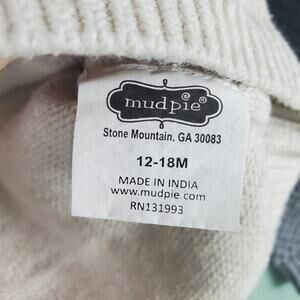 mudpie®
Stone Mountain, GA 30083
12-18M
MADE IN INDIA
www.mudpie.com
RN131993